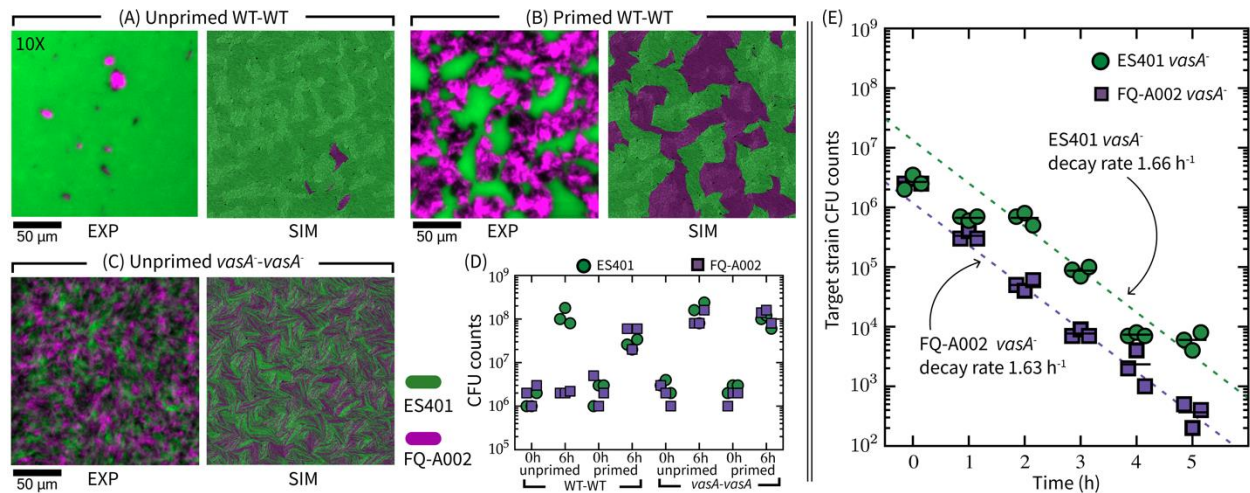 (A) Unprimed WT-WT
10X
50 μm
EXP
SIM
(B) Primed WT-WT
50 μm
EXP
SIM
(C) Unprimed vasA⁻-vasA⁻
50 μm
EXP
SIM
ES401
FQ-A002
(D)
ES401
FQ-A002
CFU counts
10⁹
10⁸
10⁷
10⁶
10⁵
0h 6h 0h 6h 0h 6h 0h 6h
unprimed primed unprimed primed
WT-WT vasA-vasA
(E)
ES401 vasA⁻
FQ-A002 vasA⁻
Target strain CFU counts
10⁹
10⁸
10⁷
10⁶
10⁵
10⁴
10³
10²
ES401 vasA⁻
decay rate 1.66 h⁻¹
FQ-A002 vasA⁻
decay rate 1.63 h⁻¹
0 1 2 3 4 5
Time (h)